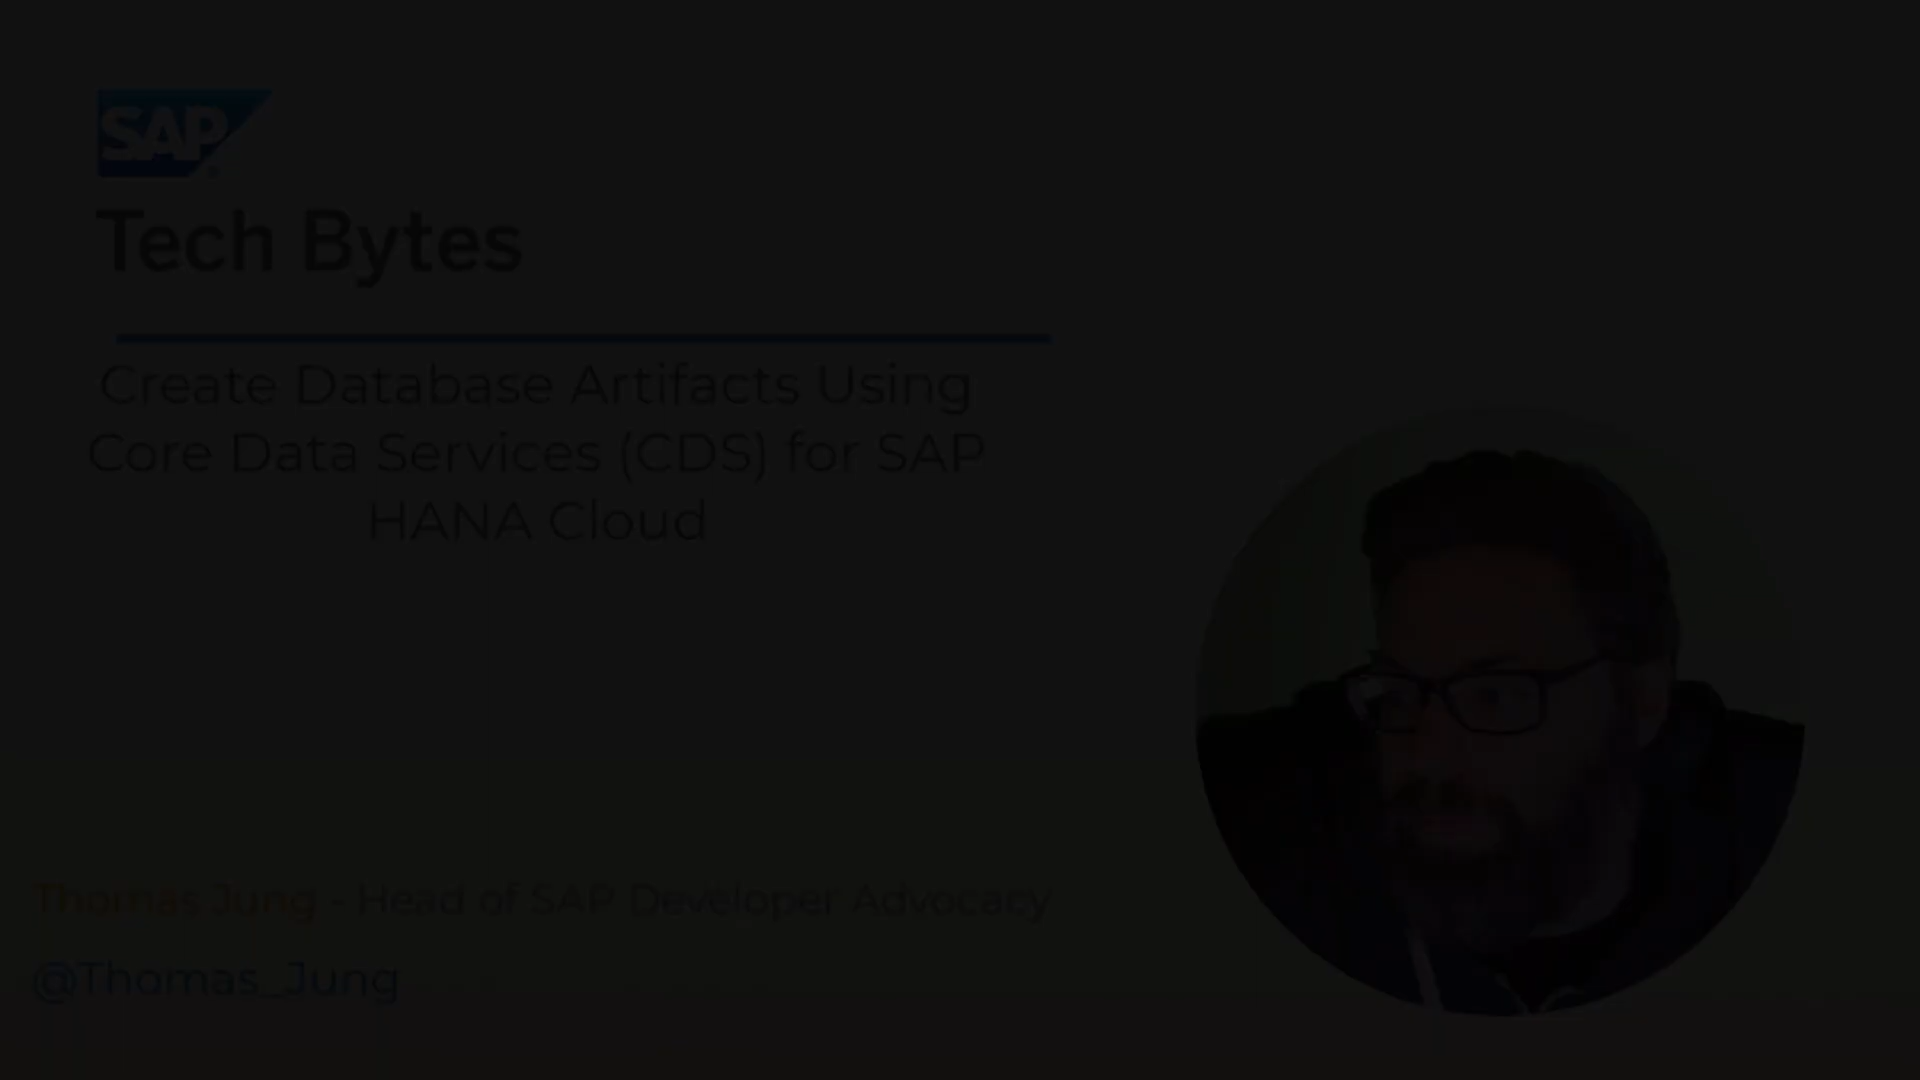 SAP
Tech Bytes
Create Database Artifacts Using
Core Data Services (CDS) for SAP
HANA Cloud
Thomas Jung - Head of SAP Developer Advocacy
@Thomas_Jung